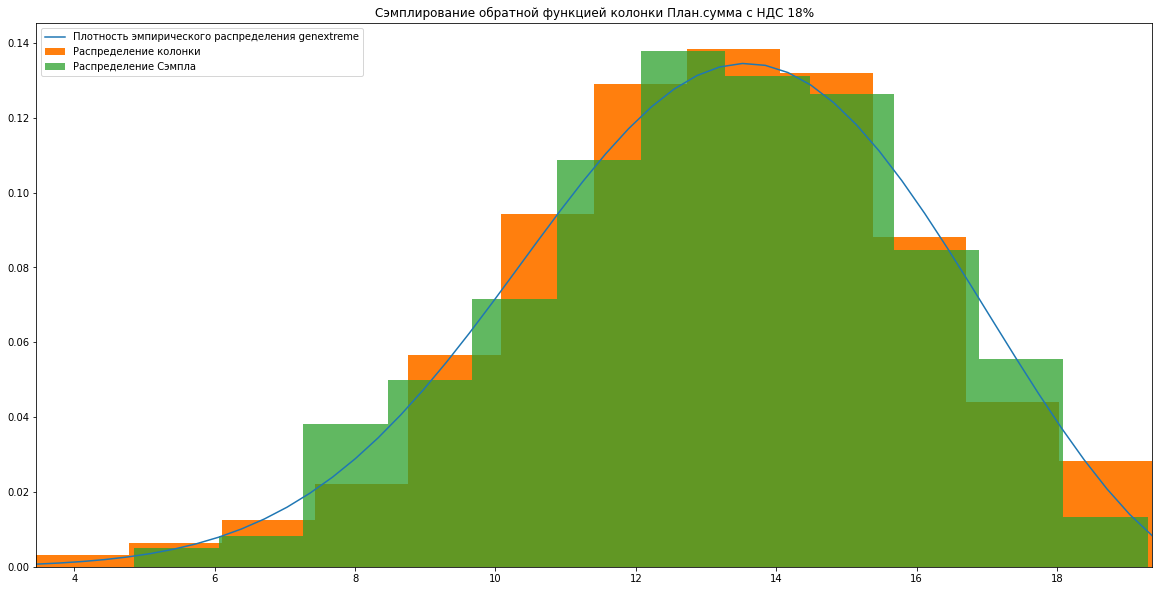 Сэмплирование обратной функцией колонки План.сумма с НДС 18%
Плотность эмпирического распределения genextreme
Распределение колонки
Распределение Сэмпла
0.14
0.12
0.10
0.08
0.06
0.04
0.02
0.00
4 6 8 10 12 14 16 18